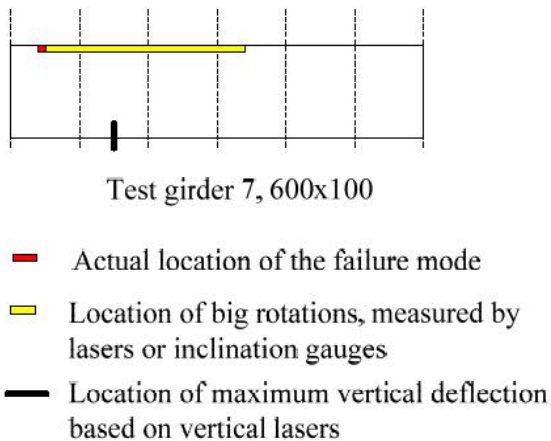 Test girder 7, 600x100
Actual location of the failure mode
Location of big rotations, measured by
lasers or inclination gauges
Location of maximum vertical deflection
based on vertical lasers